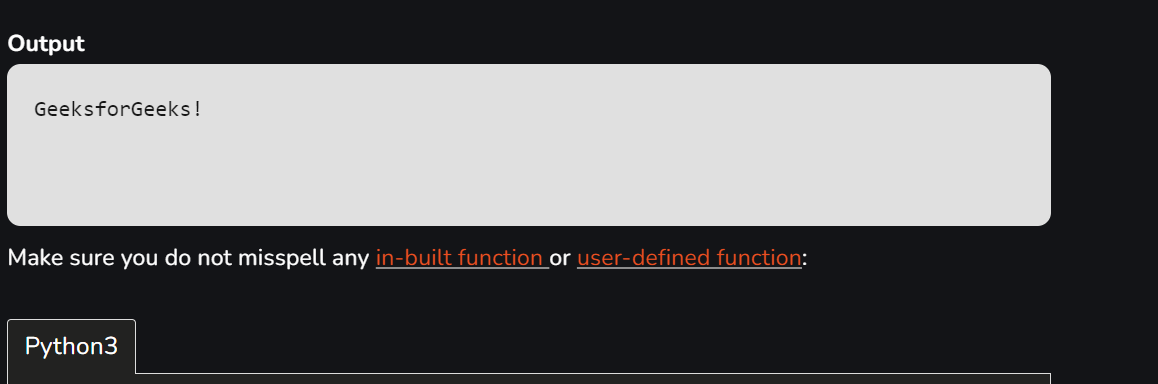 Output
GeeksforGeeks!
Make sure you do not misspell any in-built function or user-defined function:
Python3